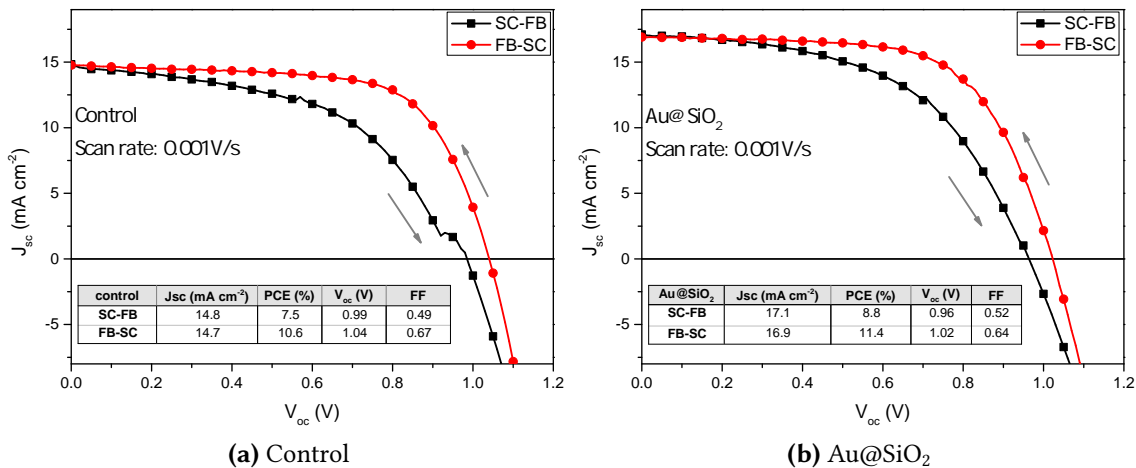 SC-FB
FB-SC
Control
Scan rate: 0.001V/s
J_sc (mA cm⁻²)
15
10
5
0
-5
control Jsc (mA cm⁻²) PCE (%) V_oc (V) FF
SC-FB 14.8 7.5 0.99 0.49
FB-SC 14.7 10.6 1.04 0.67
0.0 0.2 0.4 0.6 0.8 1.0 1.2
V_oc (V)
(a) Control
SC-FB
FB-SC
Au@SiO₂
Scan rate: 0.001V/s
J_sc (mA cm⁻²)
15
10
5
0
-5
Au@SiO₂ Jsc (mA cm⁻²) PCE (%) V_oc (V) FF
SC-FB 17.1 8.8 0.96 0.52
FB-SC 16.9 11.4 1.02 0.64
0.0 0.2 0.4 0.6 0.8 1.0 1.2
V_oc (V)
(b) Au@SiO₂